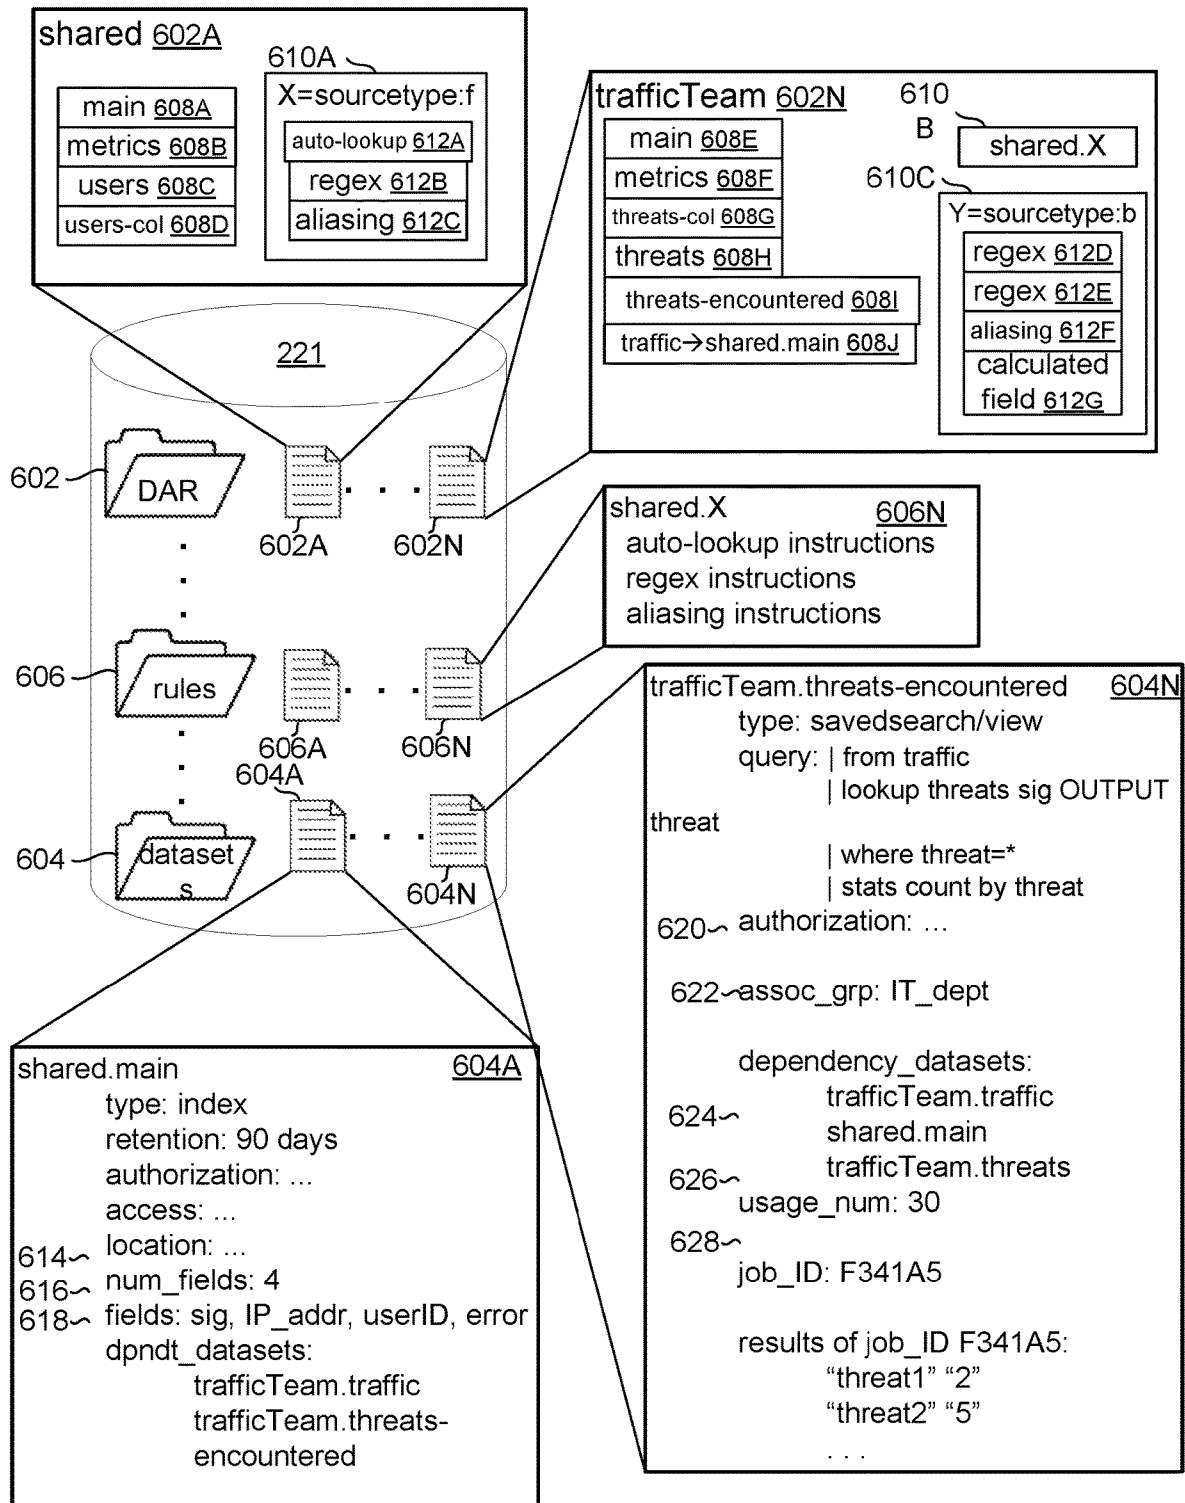 shared 602A
main 608A
metrics 608B
users 608C
users-col 608D
610A
X=sourcetype:f
auto-lookup 612A
regex 612B
aliasing 612C
trafficTeam 602N
main 608E
metrics 608F
threats-col 608G
threats 608H
threats-encountered 608I
traffic→shared.main 608J
610
B
shared.X
610C
Y=sourcetype:b
regex 612D
regex 612E
aliasing 612F
calculated
field 612G
221
602
DAR
602A
602N
shared.X 606N
auto-lookup instructions
regex instructions
aliasing instructions
606
rules
606A
606N
604
dataset
s
604A
604N
trafficTeam.threats-encountered 604N
type: savedsearch/view
query: | from traffic
| lookup threats sig OUTPUT
threat
| where threat=*
| stats count by threat
620 authorization: ...
622 assoc_grp: IT_dept
dependency_datasets:
trafficTeam.traffic
624
shared.main
trafficTeam.threats
626
usage_num: 30
628
job_ID: F341A5
results of job_ID F341A5:
“threat1” “2”
“threat2” “5”
. . .
shared.main 604A
type: index
retention: 90 days
authorization: ...
access: ...
614 location: ...
616 num_fields: 4
618 fields: sig, IP_addr, userID, error
dpndt_datasets:
trafficTeam.traffic
trafficTeam.threats-
encountered